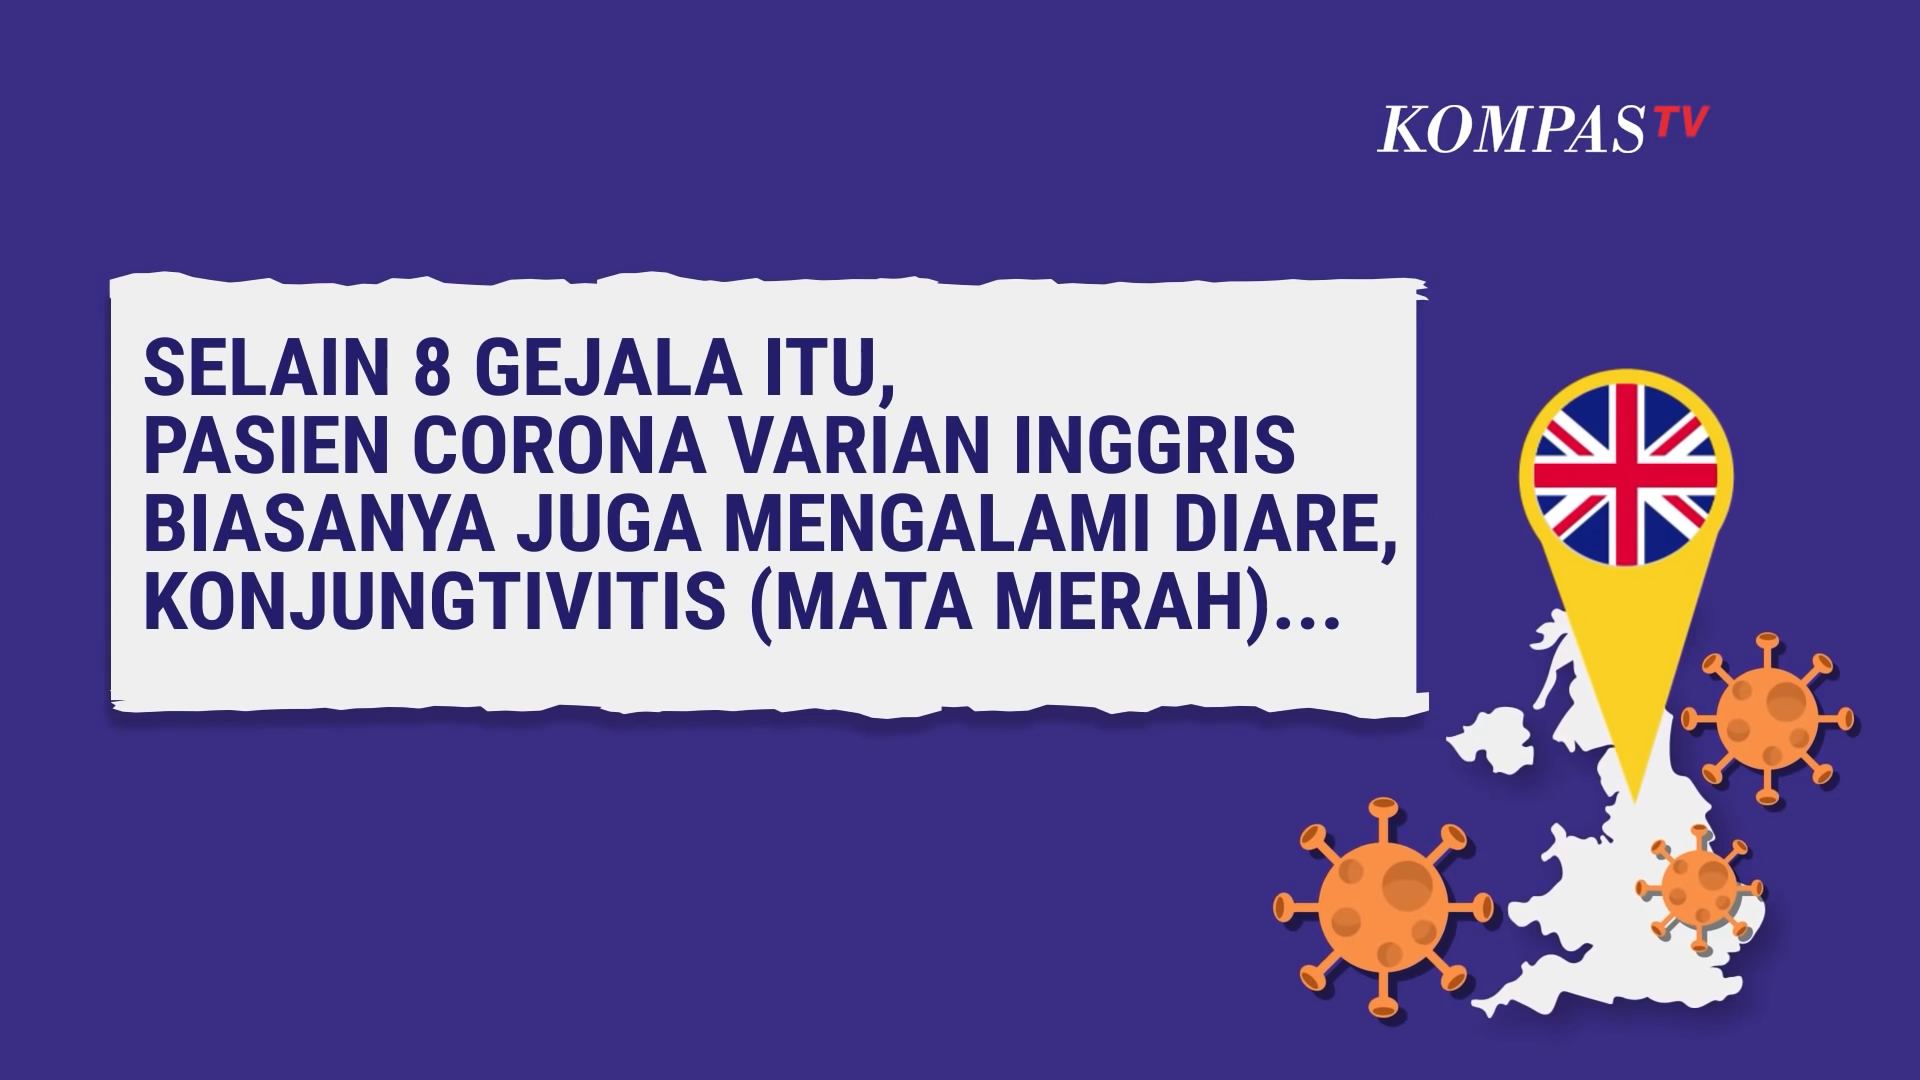 KOMPASTV
SELAIN 8 GEJALA ITU,
PASIEN CORONA VARIAN INGGRIS
BIASANYA JUGA MENGALAMI DIARE,
KONJUNGTIVITIS (MATA MERAH)...